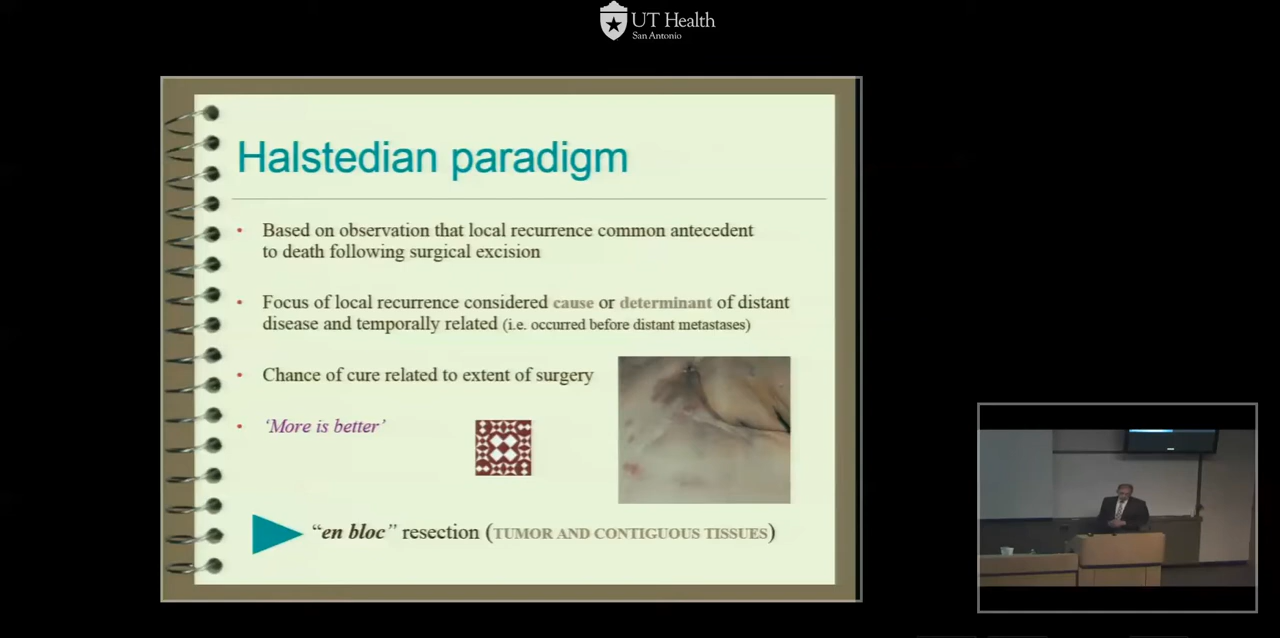 UT Health
San Antonio
Halstedian paradigm
• Based on observation that local recurrence common antecedent
to death following surgical excision
• Focus of local recurrence considered cause or determinant of distant
disease and temporally related (i.e. occurred before distant metastases)
• Chance of cure related to extent of surgery
• ‘More is better’
“en bloc” resection (TUMOR AND CONTIGUOUS TISSUES)